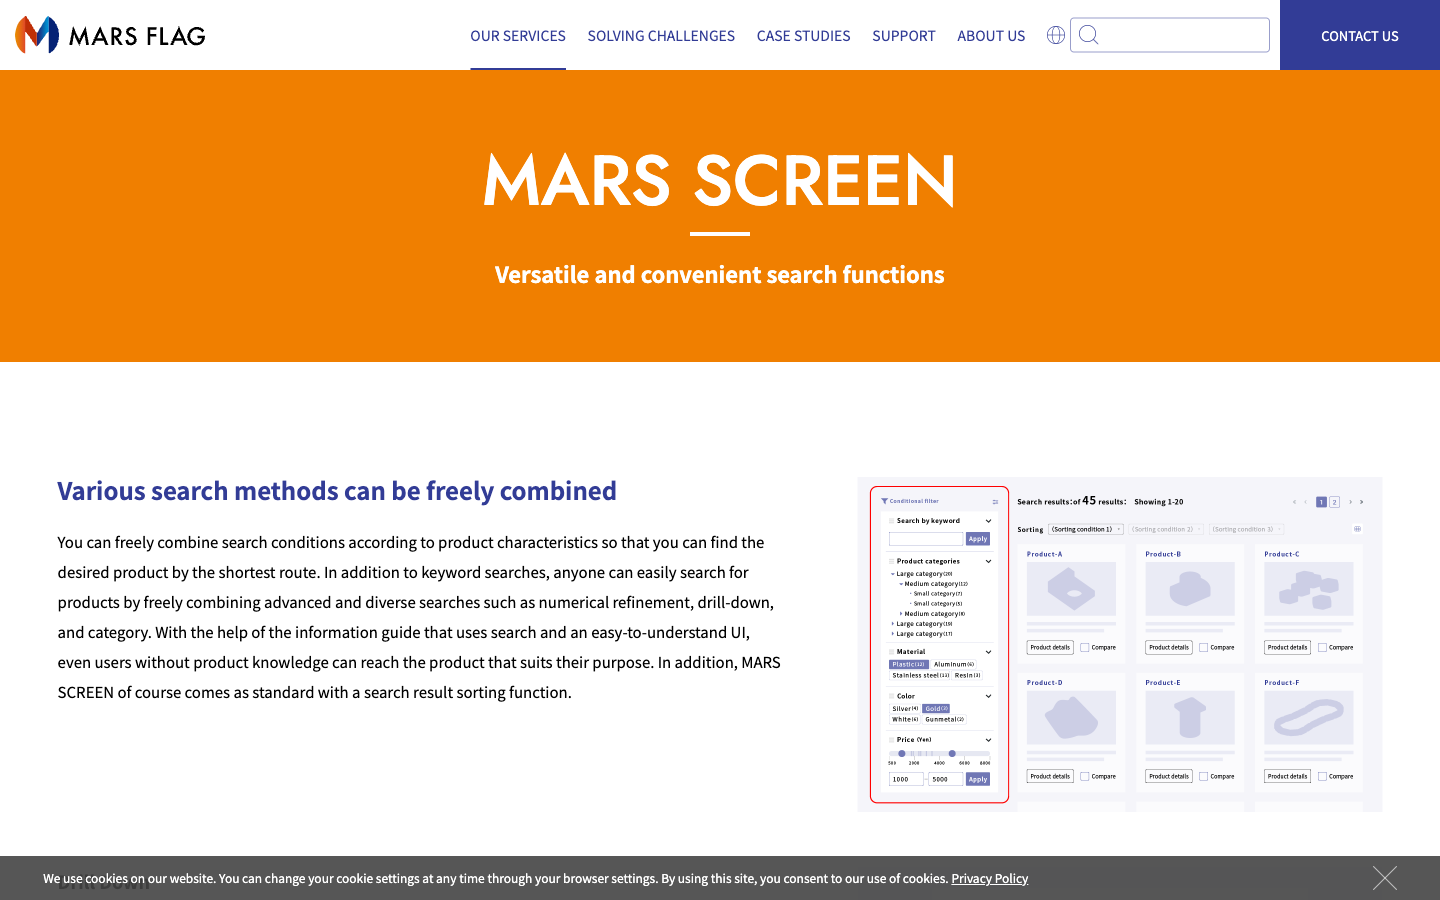 MARS FLAG
OUR SERVICES
SOLVING CHALLENGES
CASE STUDIES
SUPPORT
ABOUT US
CONTACT US
MARS SCREEN
Versatile and convenient search functions
Various search methods can be freely combined
You can freely combine search conditions according to product characteristics so that you can find the
desired product by the shortest route. In addition to keyword searches, anyone can easily search for
products by freely combining advanced and diverse searches such as numerical refinement, drill-down,
and category. With the help of the information guide that uses search and an easy-to-understand UI,
even users without product knowledge can reach the product that suits their purpose. In addition, MARS
SCREEN of course comes as standard with a search result sorting function.
Conditional filter
Search by keyword
Apply
Product categories
Large category(20)
Medium category(12)
Small category(7)
Small category(5)
Medium category(8)
Large category(19)
Large category(17)
Material
Plastic(12) Aluminum(6)
Stainless steel(11) Resin(3)
Color
Silver(4) Gold(3)
White(6) Gunmetal(2)
Price (Yen)
500 2000 4000 6000 8000
1000 - 5000 Apply
Search results:of 45 results: Showing 1-20
1 2
Sorting (Sorting condition 1) (Sorting condition 2) (Sorting condition 3)
Product-A Product-B Product-C
Product details Compare Product details Compare Product details Compare
Product-D Product-E Product-F
Product details Compare Product details Compare Product details Compare
Drill Down
We use cookies on our website. You can change your cookie settings at any time through your browser settings. By using this site, you consent to our use of cookies. Privacy Policy